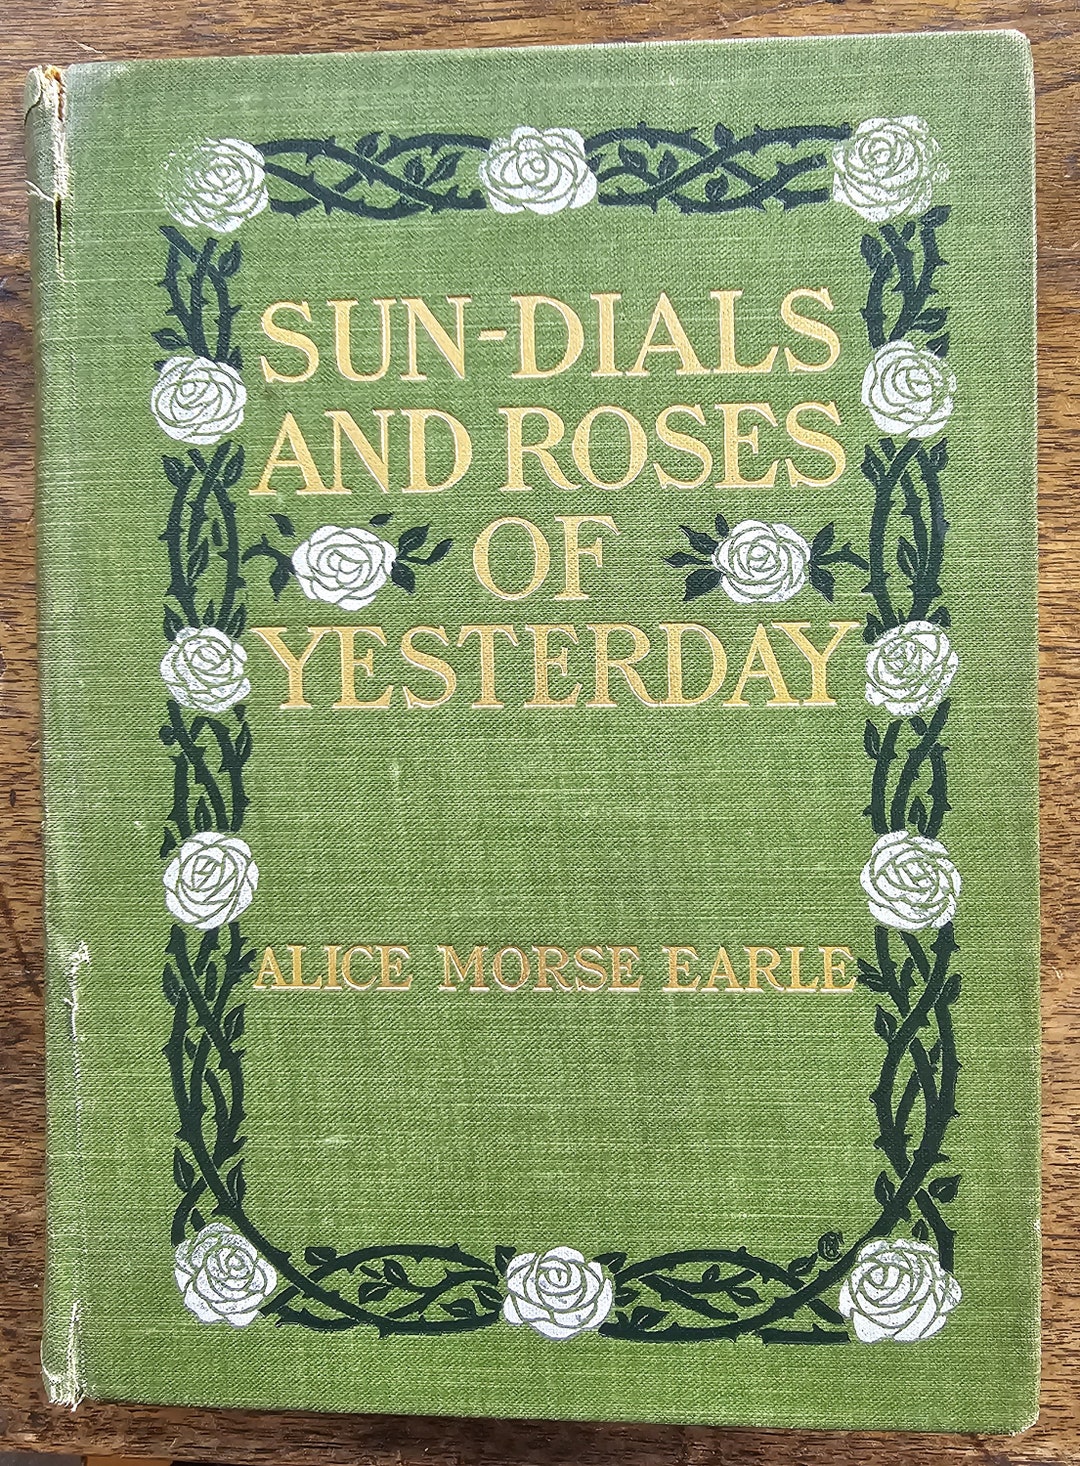 SUN-DIALS
AND ROSES
OF
YESTERDAY
ALICE MORSE EARLE